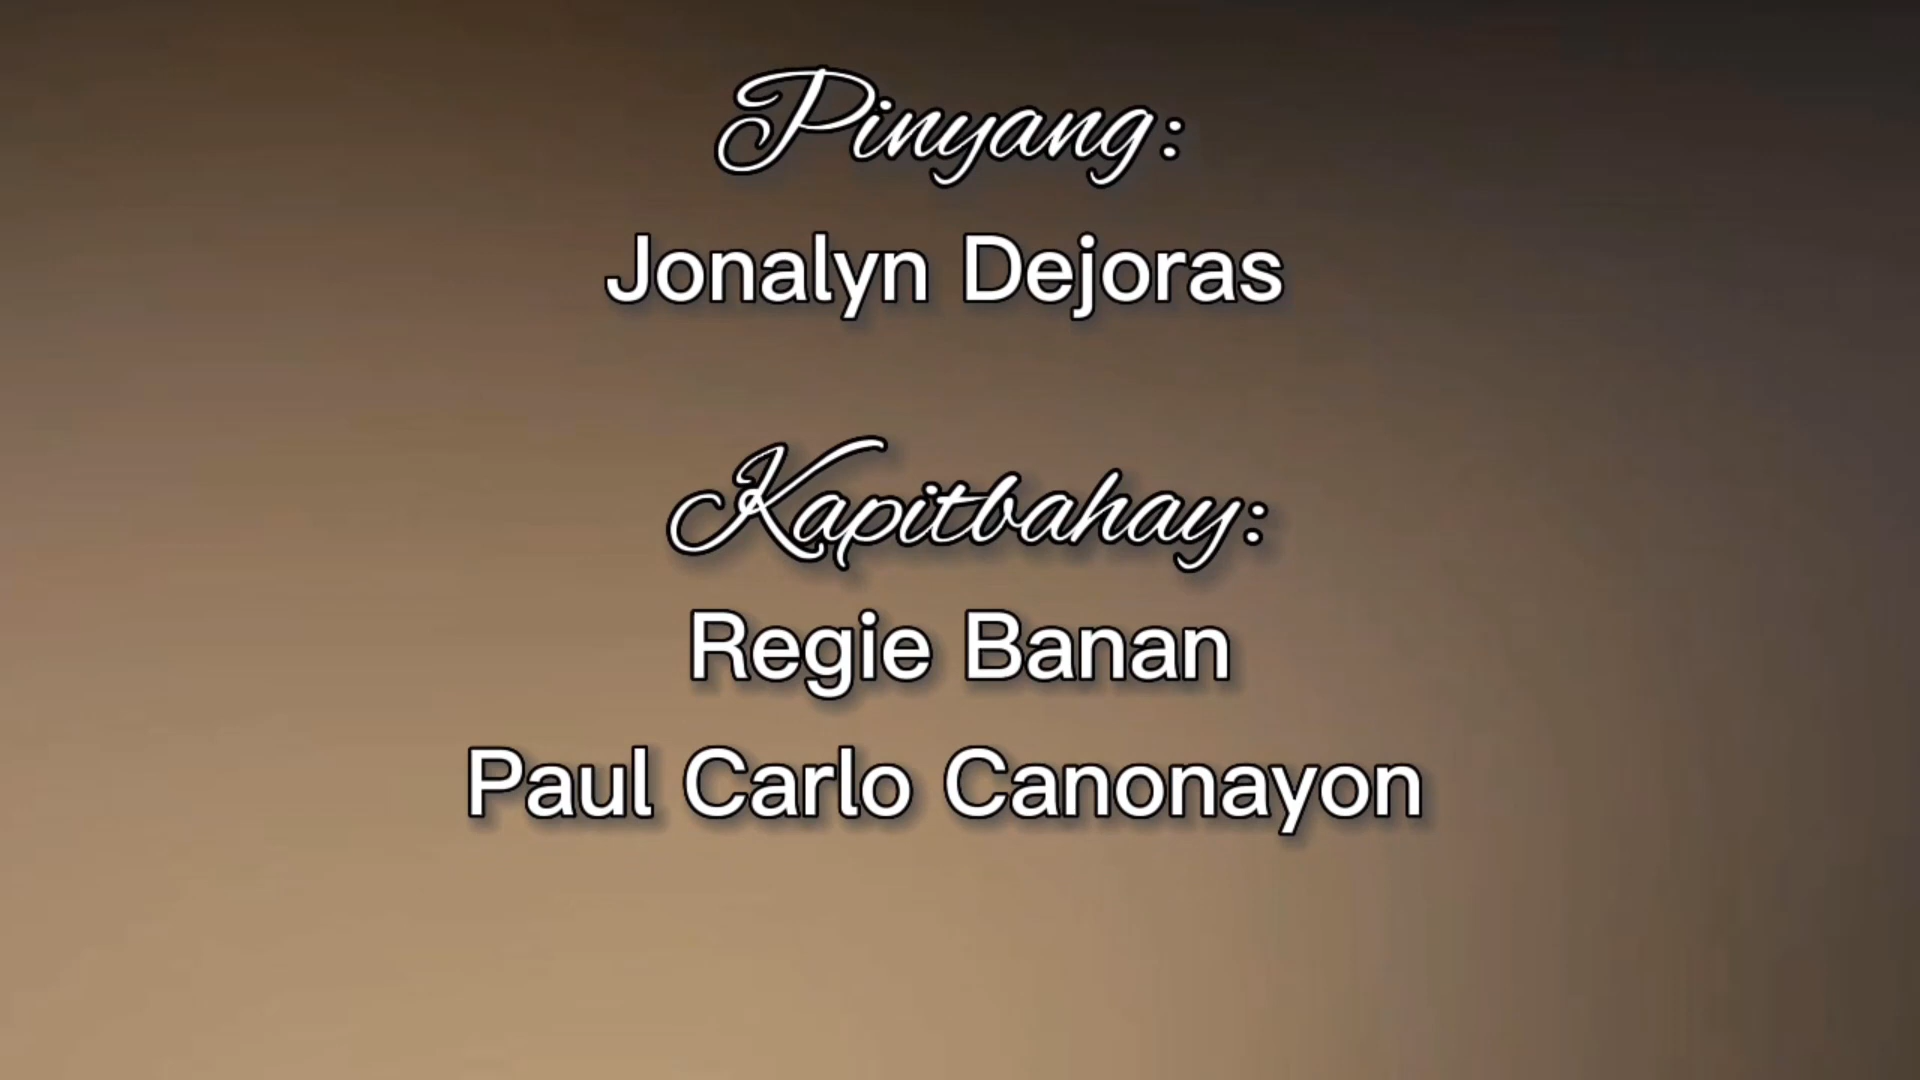 Pinyang:
Jonalyn Dejoras
Kapitbahay:
Regie Banan
Paul Carlo Canonayon